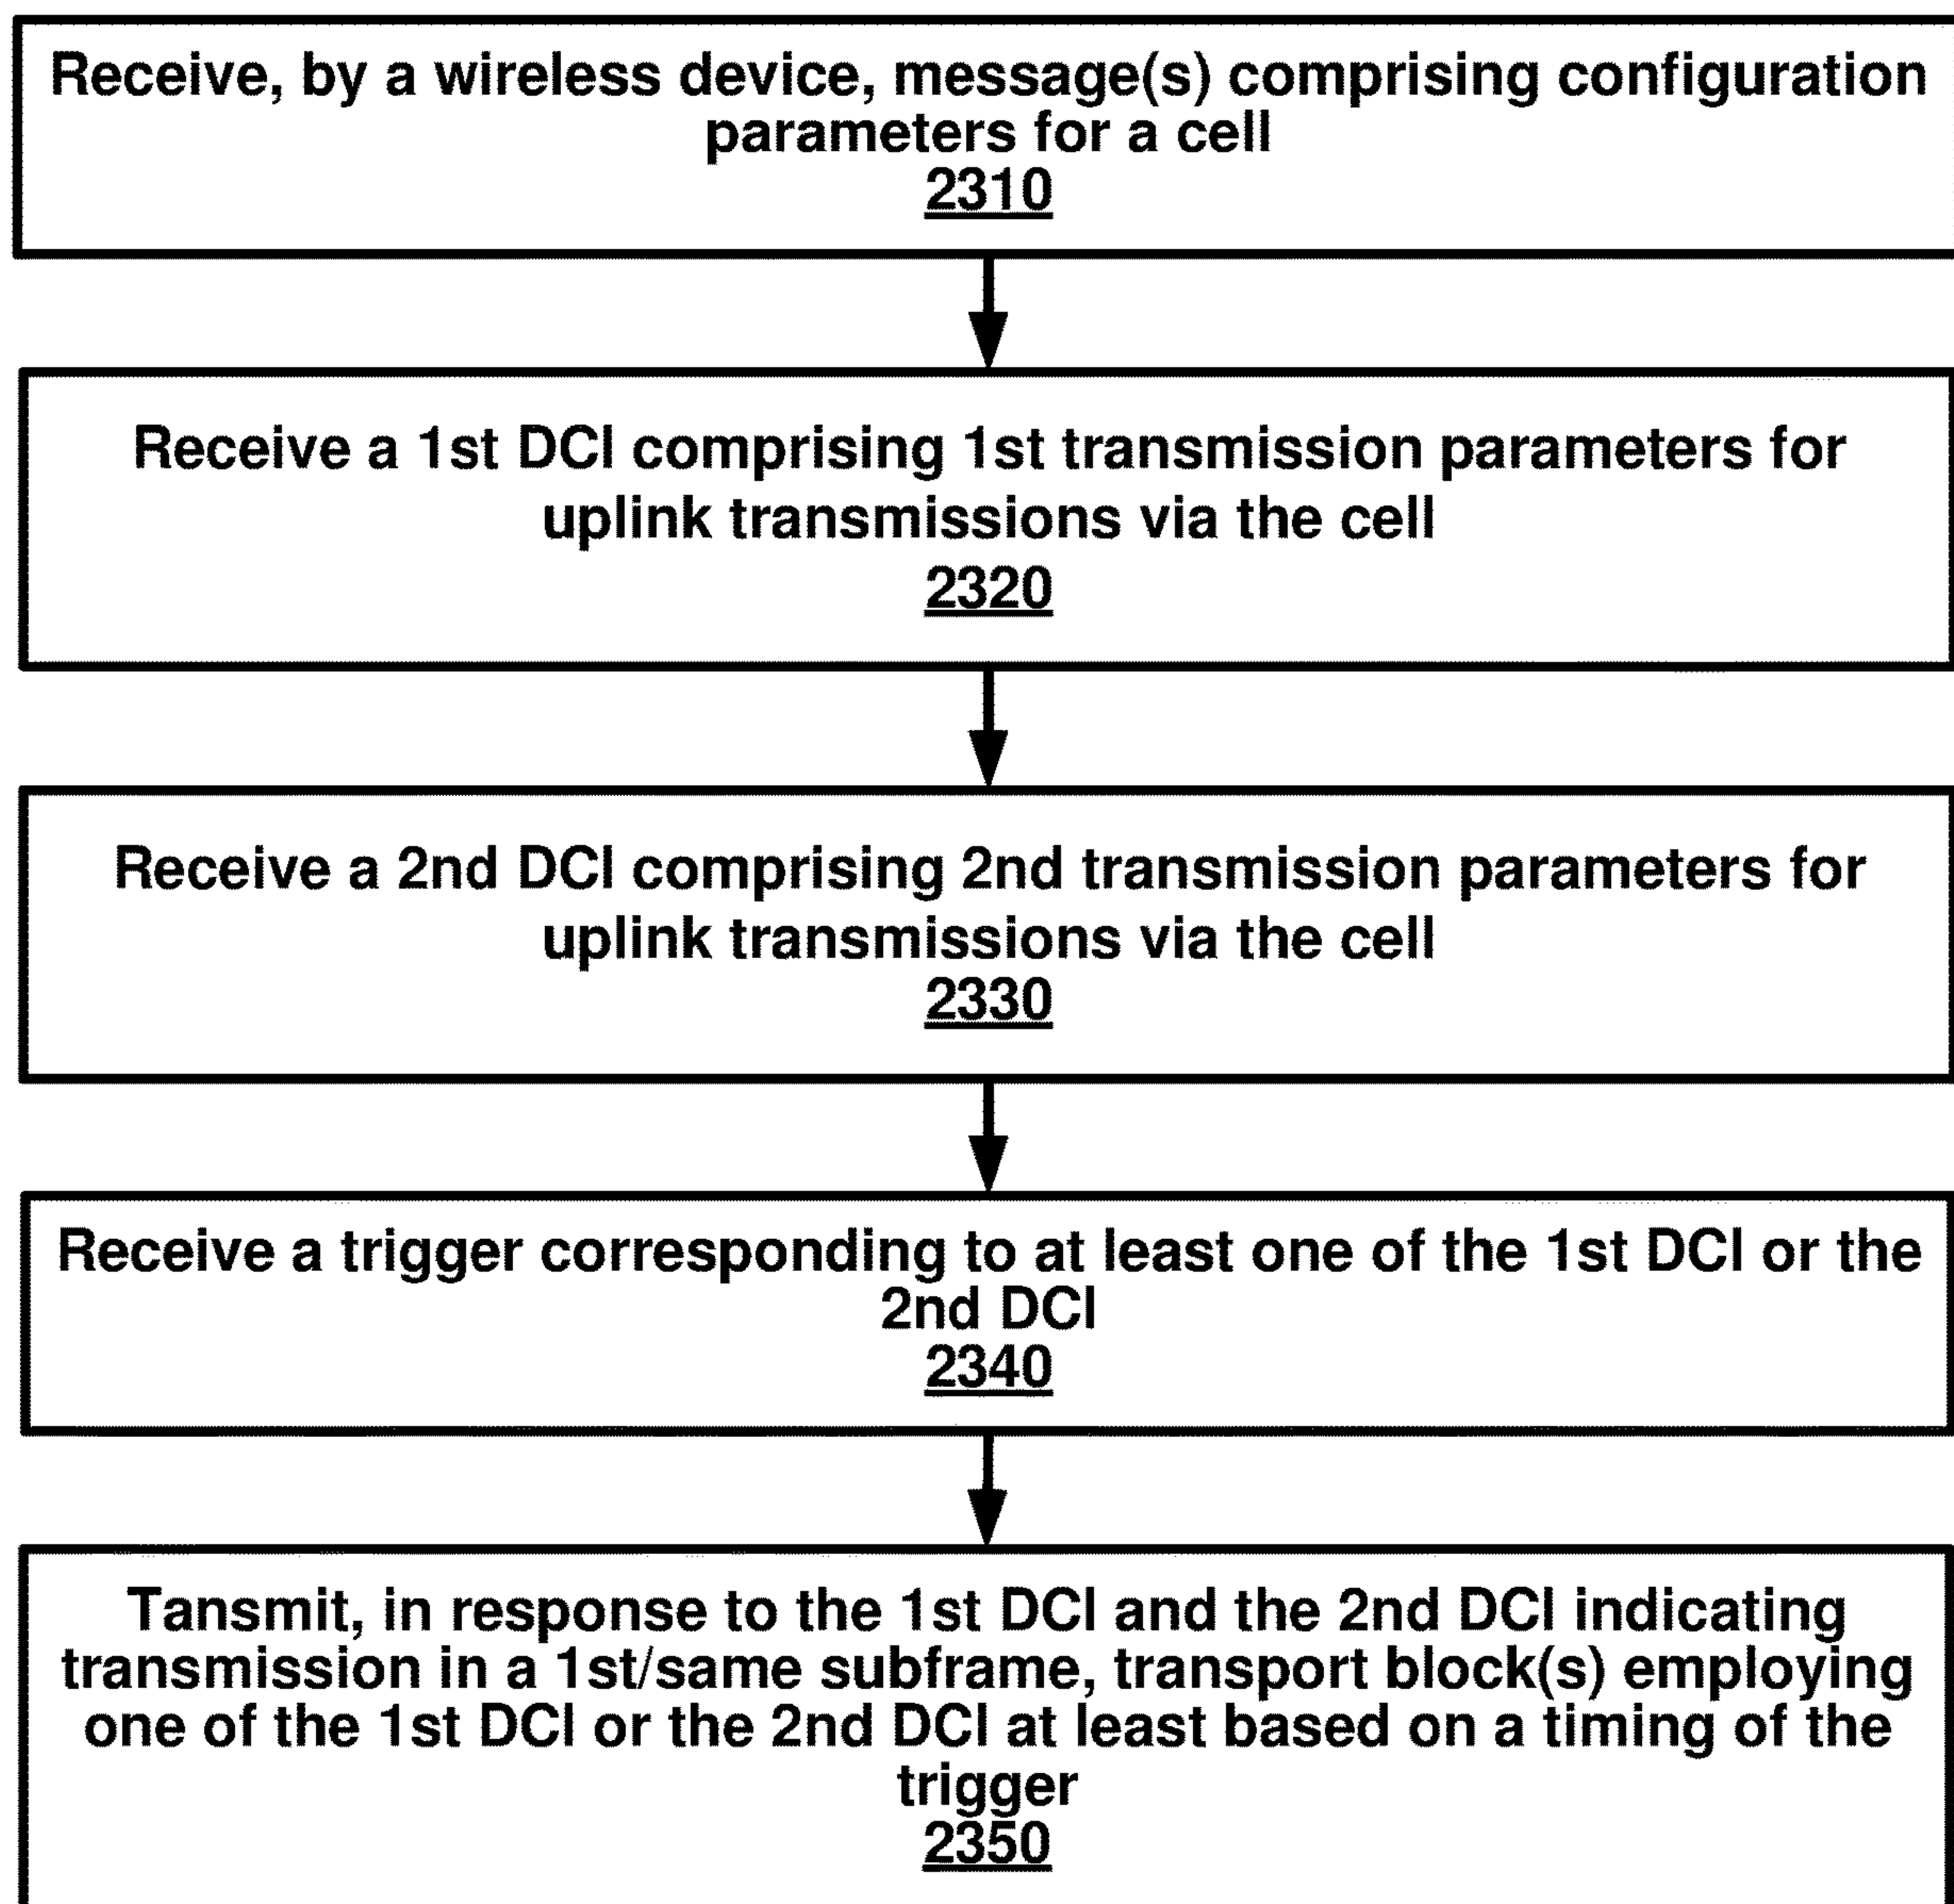 Receive, by a wireless device, message(s) comprising configuration
parameters for a cell
2310
Receive a 1st DCI comprising 1st transmission parameters for
uplink transmissions via the cell
2320
Receive a 2nd DCI comprising 2nd transmission parameters for
uplink transmissions via the cell
2330
Receive a trigger corresponding to at least one of the 1st DCI or the
2nd DCI
2340
Tansmit, in response to the 1st DCI and the 2nd DCI indicating
transmission in a 1st/same subframe, transport block(s) employing
one of the 1st DCI or the 2nd DCI at least based on a timing of the
trigger
2350